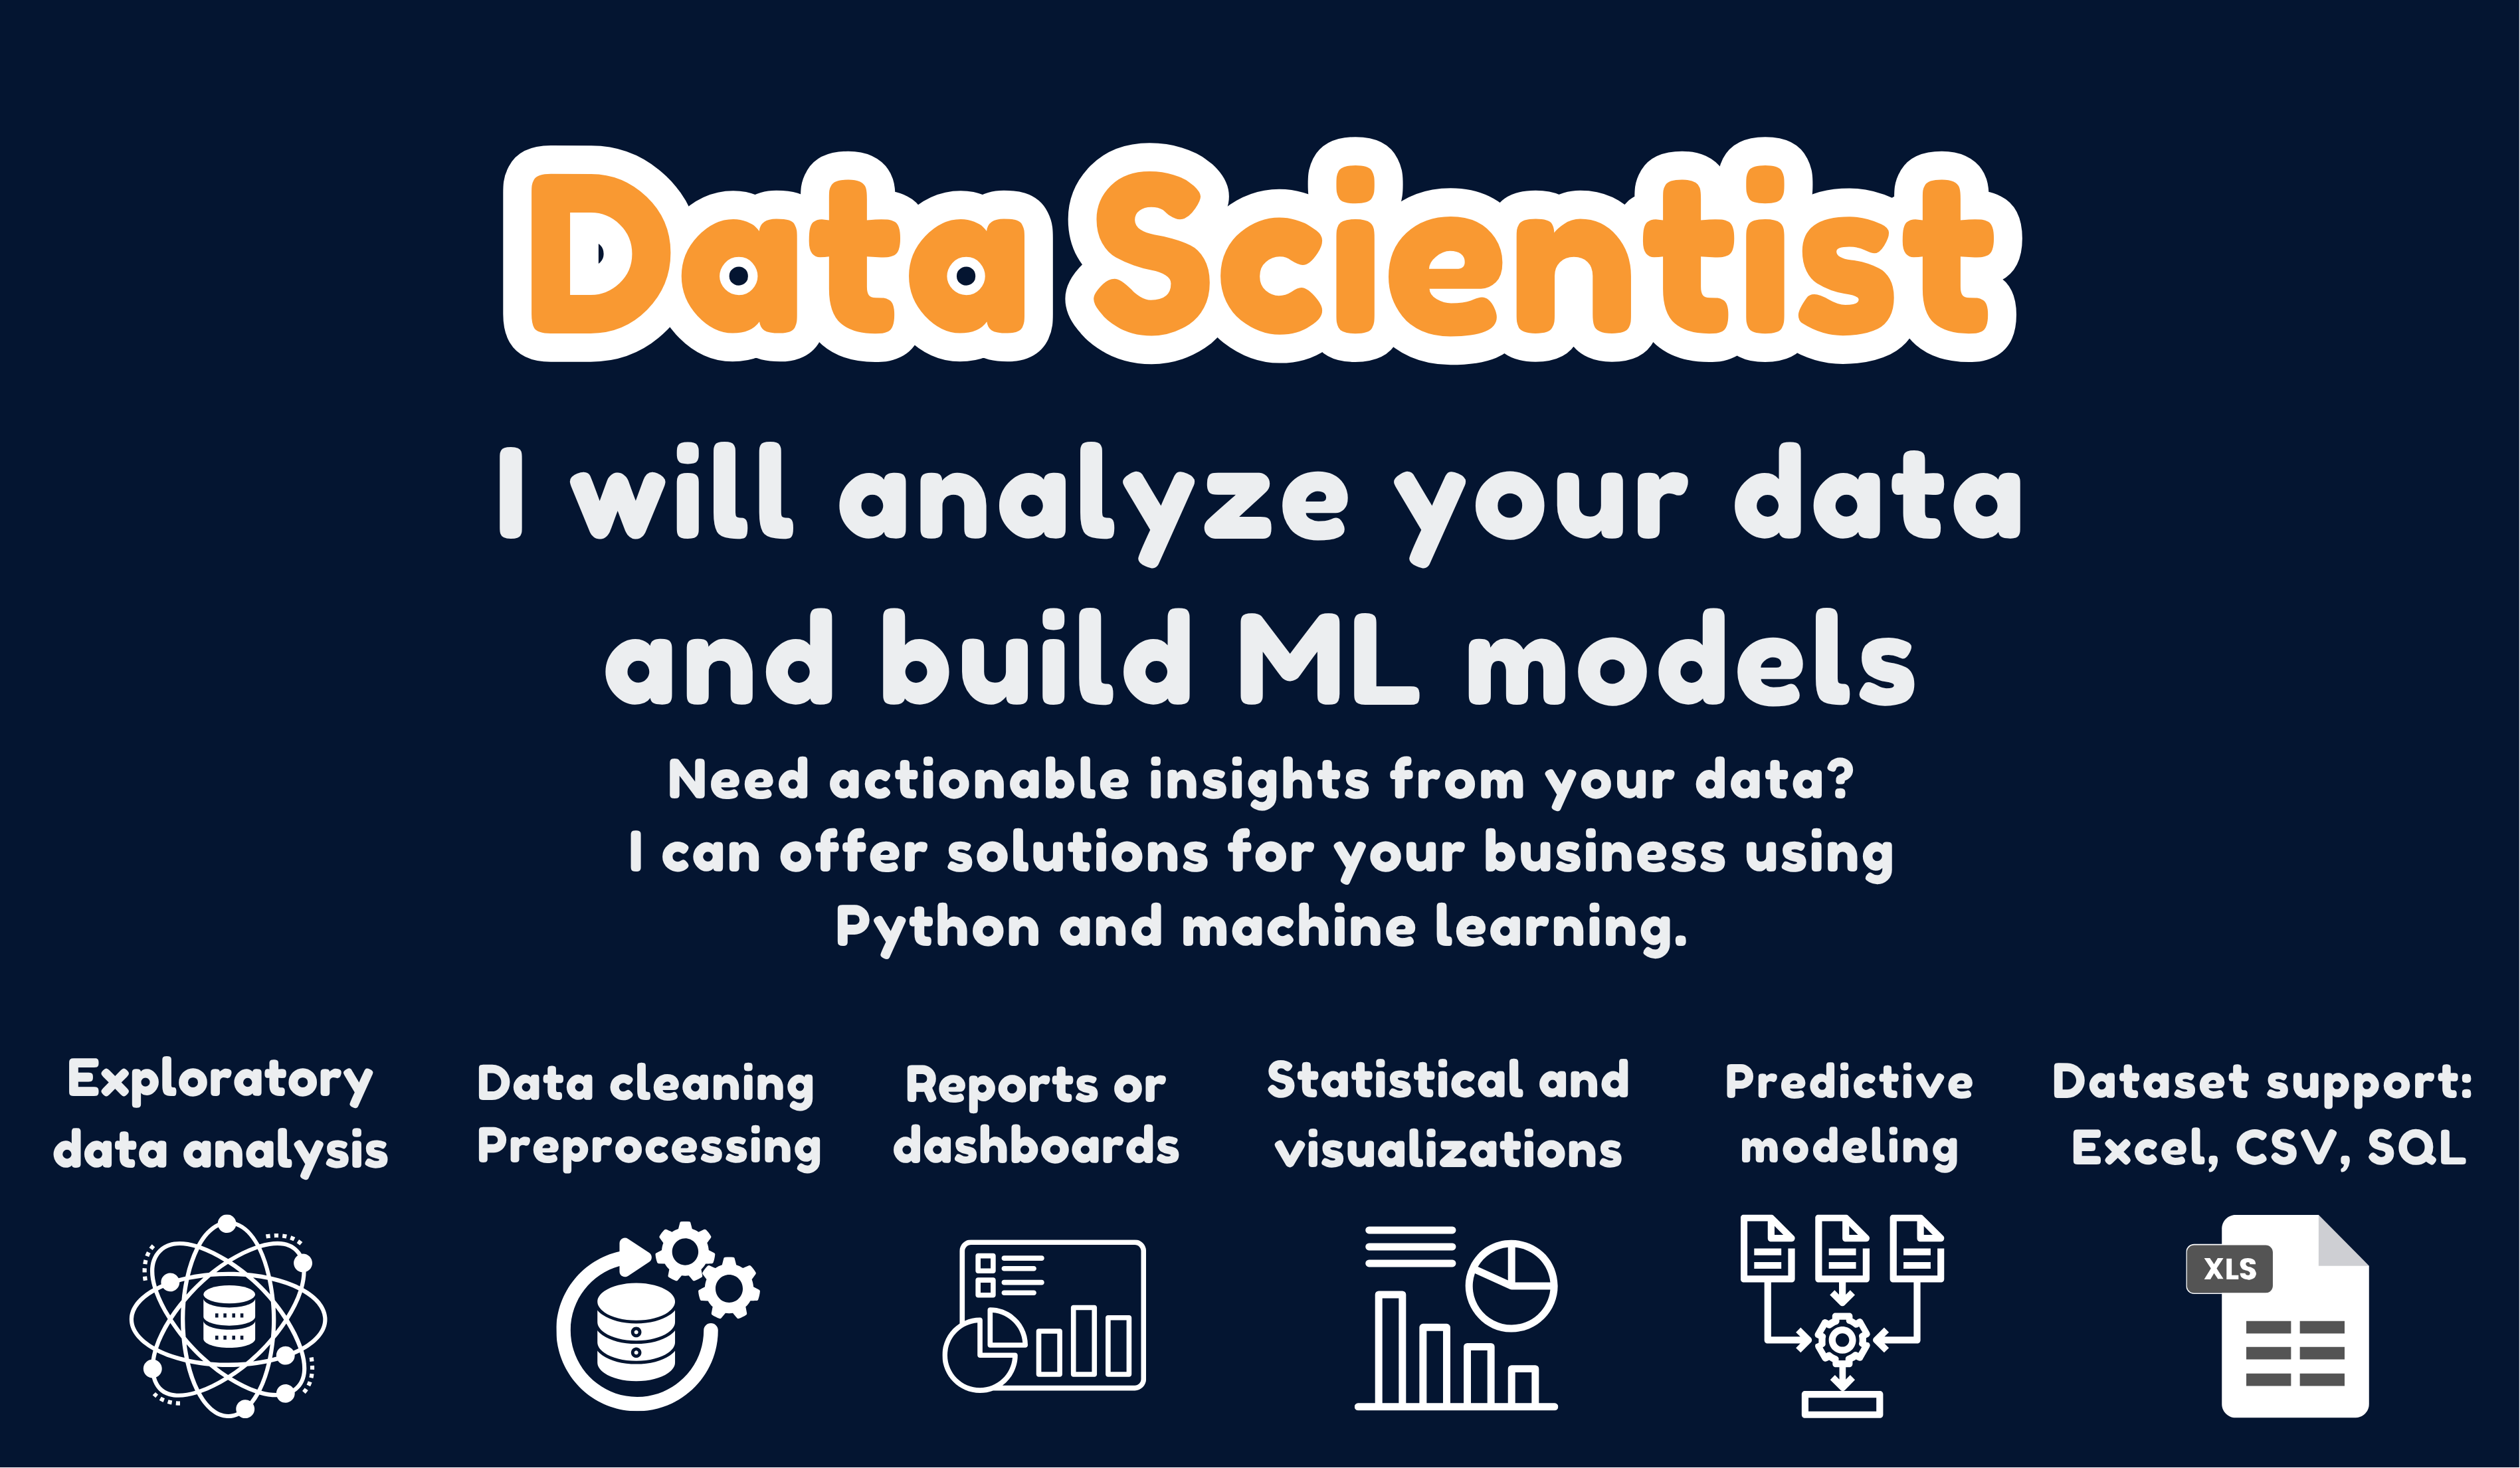 Data Scientist
I will analyze your data
and build ML models
Need actionable insights from your data?
I can offer solutions for your business using
Python and machine learning.
Exploratory
data analysis
Data cleaning
Preprocessing
Reports or
dashboards
Statistical and
visualizations
Predictive
modeling
Dataset support:
Excel, CSV, SQL
XLS